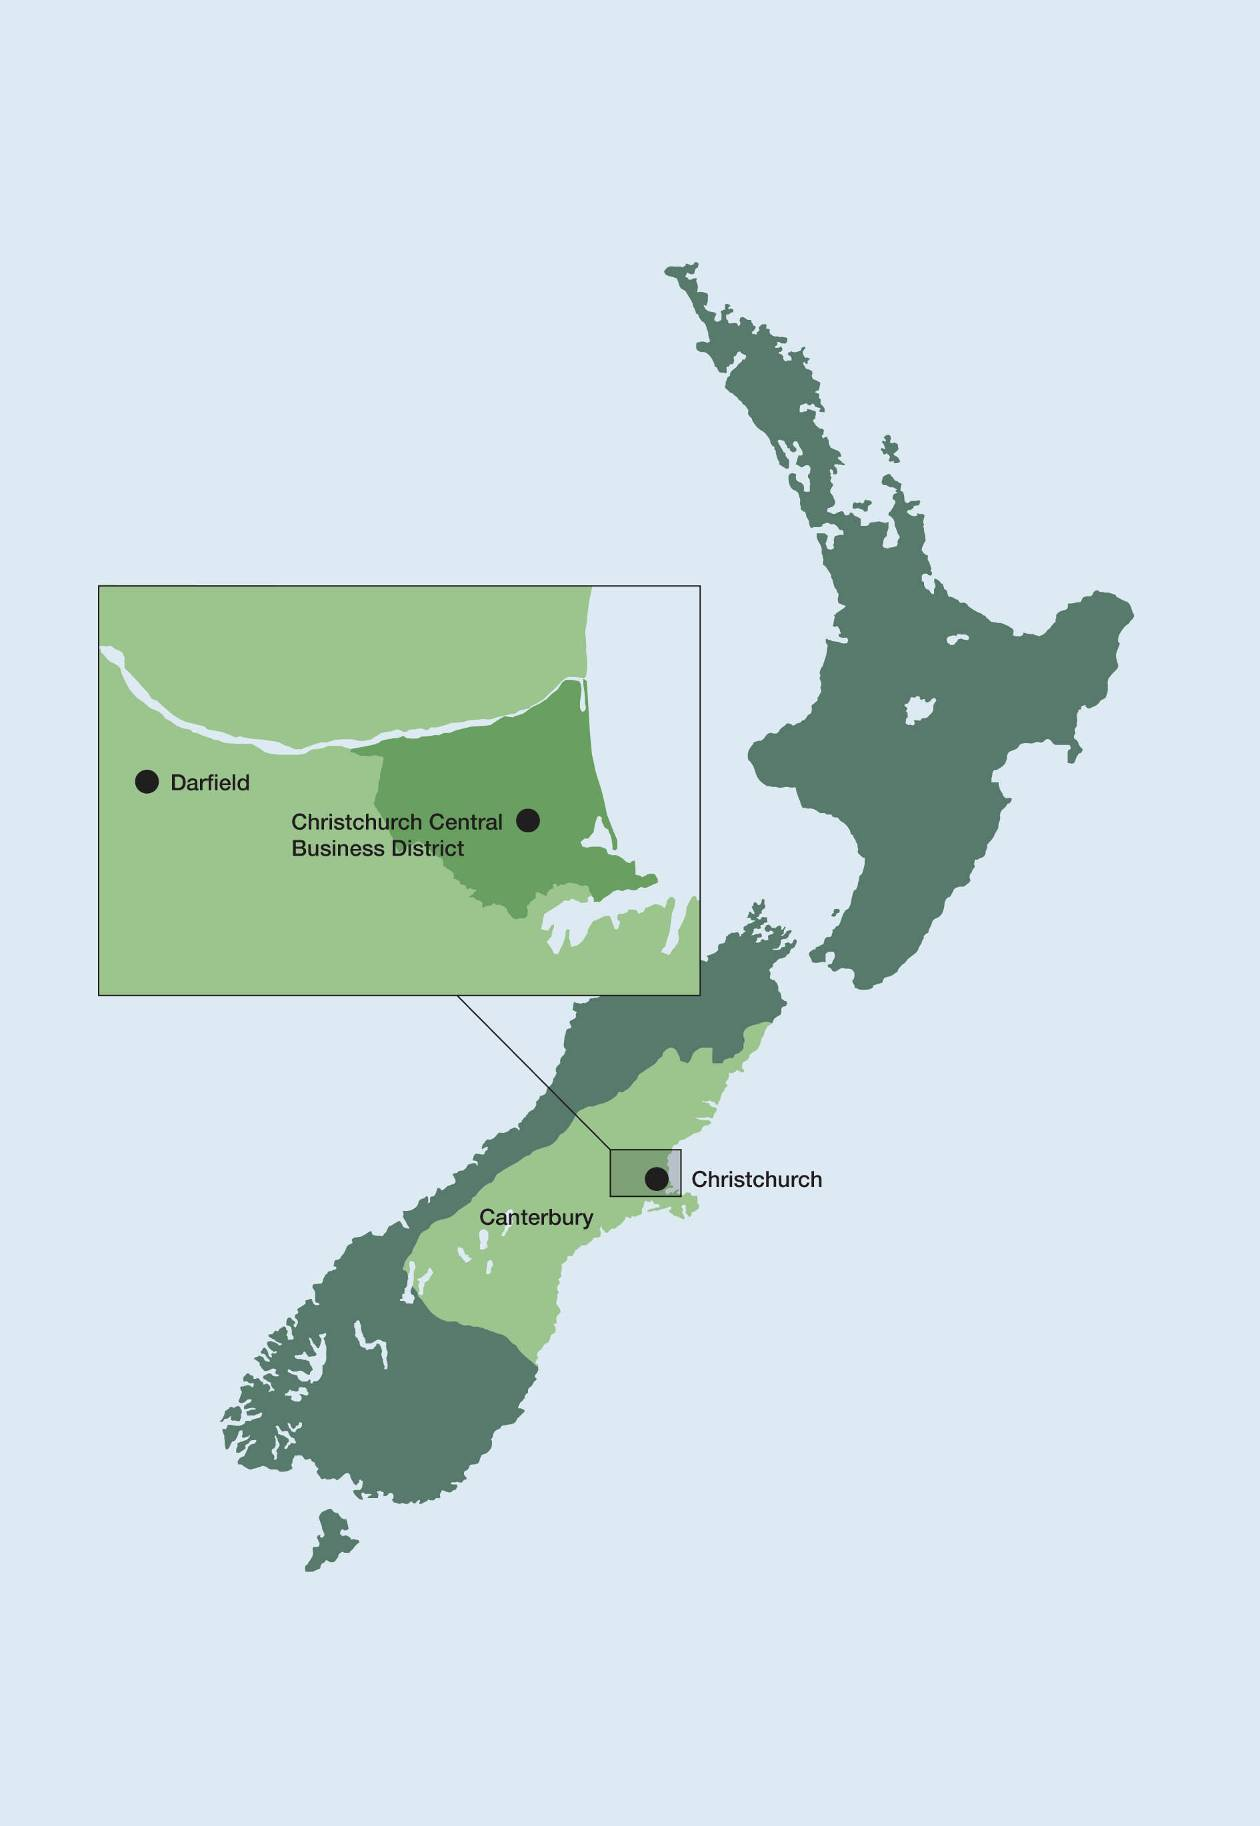 Darfield
Christchurch Central
Business District
Christchurch
Canterbury